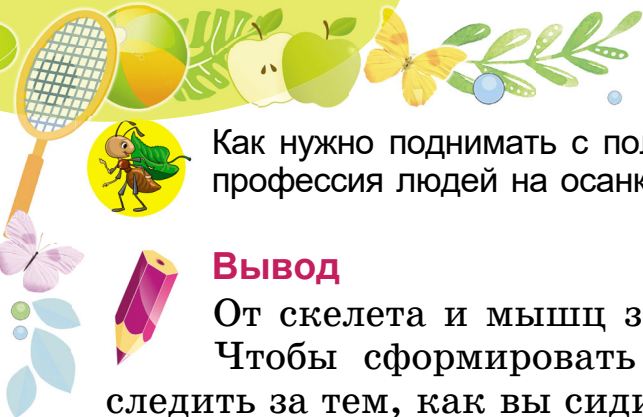 Как нужно поднимать с пол
профессия людей на осанк
Вывод
От скелета и мышц з
Чтобы сформировать
следить за тем, как вы сиди